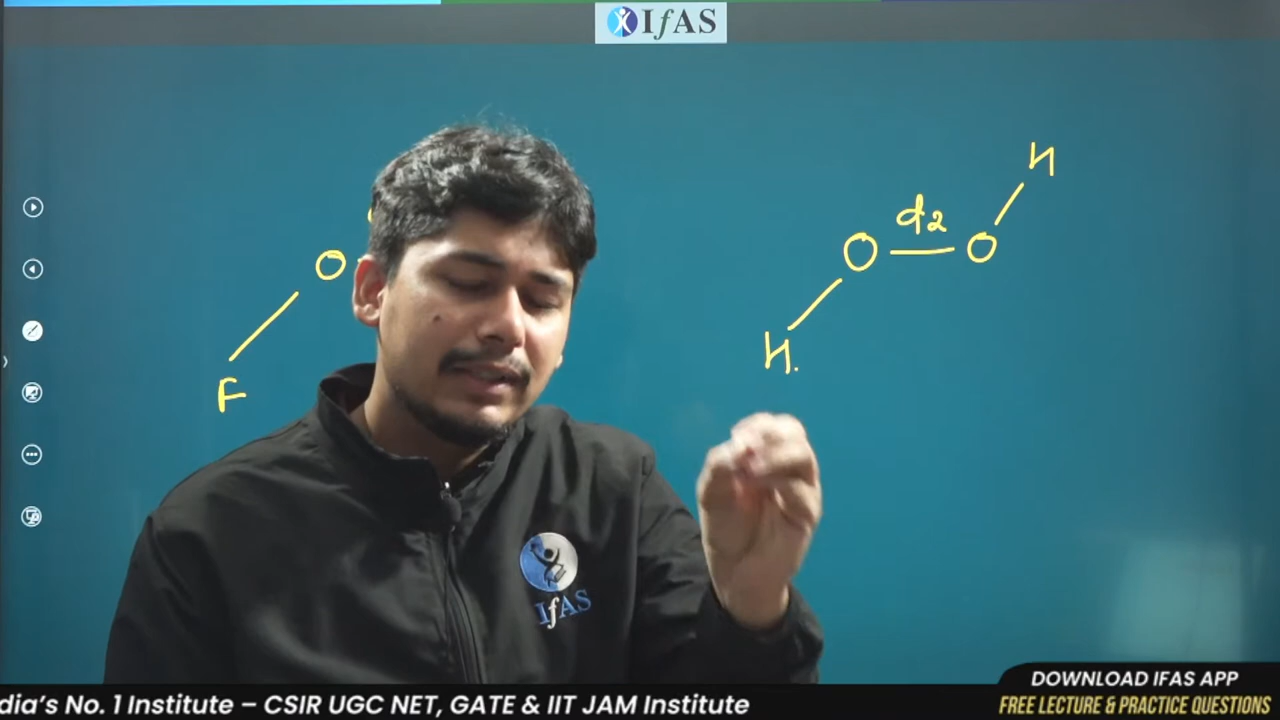 IfAS
H
d2
O O
O
H.
F
IfAS
dia's No. 1 Institute – CSIR UGC NET, GATE & IIT JAM Institute
DOWNLOAD IFAS APP
FREE LECTURE & PRACTICE QUESTIONS